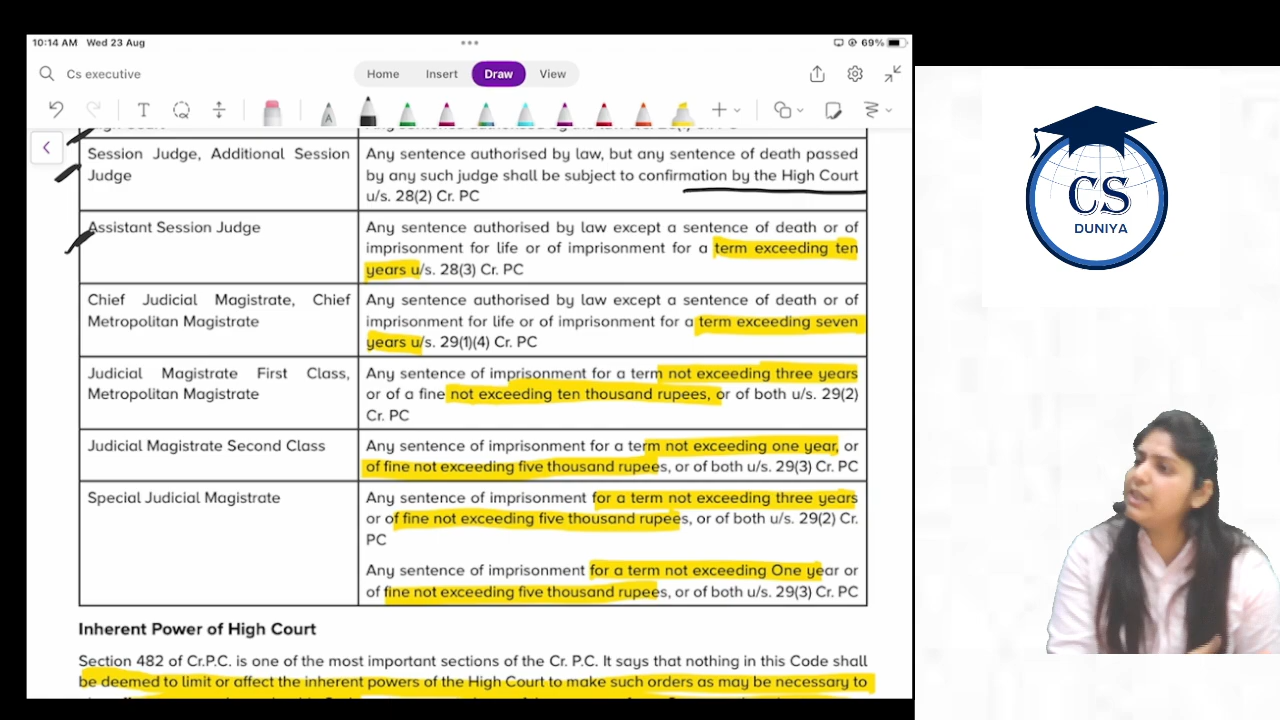 10:14 AM Wed 23 Aug
69%
Cs executive
Home
Insert
Draw
View
Session Judge, Additional Session
Judge
Any sentence authorised by law, but any sentence of death passed
by any such judge shall be subject to confirmation by the High Court
u/s. 28(2) Cr. PC
Assistant Session Judge
Any sentence authorised by law except a sentence of death or of
imprisonment for life or of imprisonment for a term exceeding ten
years u/s. 28(3) Cr. PC
Chief Judicial Magistrate, Chief
Metropolitan Magistrate
Any sentence authorised by law except a sentence of death or of
imprisonment for life or of imprisonment for a term exceeding seven
years u/s. 29(1)(4) Cr. PC
Judicial Magistrate First Class,
Metropolitan Magistrate
Any sentence of imprisonment for a term not exceeding three years
or of a fine not exceeding ten thousand rupees, or of both u/s. 29(2)
Cr. PC
Judicial Magistrate Second Class
Any sentence of imprisonment for a term not exceeding one year, or
of fine not exceeding five thousand rupees, or of both u/s. 29(3) Cr. PC
Special Judicial Magistrate
Any sentence of imprisonment for a term not exceeding three years
or of fine not exceeding five thousand rupees, or of both u/s. 29(2) Cr.
PC
Any sentence of imprisonment for a term not exceeding One year or
of fine not exceeding five thousand rupees, or of both u/s. 29(3) Cr. PC
Inherent Power of High Court
Section 482 of Cr.P.C. is one of the most important sections of the Cr. P.C. It says that nothing in this Code shall
be deemed to limit or affect the inherent powers of the High Court to make such orders as may be necessary to
CS
DUNIYA